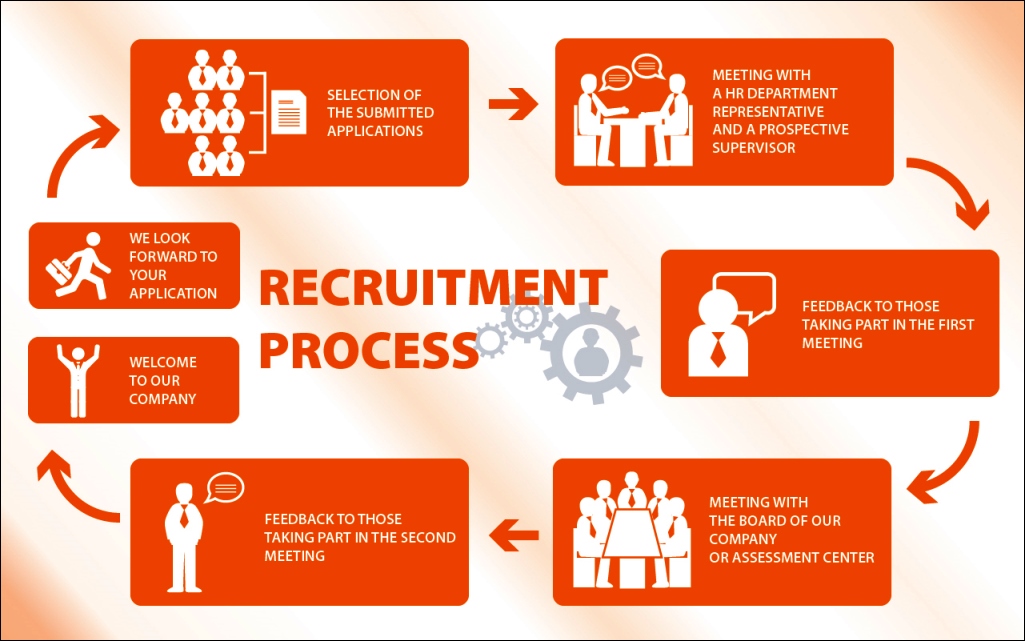 SELECTION OF
THE SUBMITTED
APPLICATIONS
MEETING WITH
A HR DEPARTMENT
REPRESENTATIVE
AND A PROSPECTIVE
SUPERVISOR
WE LOOK
FORWARD TO
YOUR
APPLICATION
RECRUITMENT
PROCESS
FEEDBACK TO THOSE
TAKING PART IN THE FIRST
MEETING
WELCOME
TO OUR
COMPANY
FEEDBACK TO THOSE
TAKING PART IN THE SECOND
MEETING
MEETING WITH
THE BOARD OF OUR
COMPANY
OR ASSESSMENT CENTER